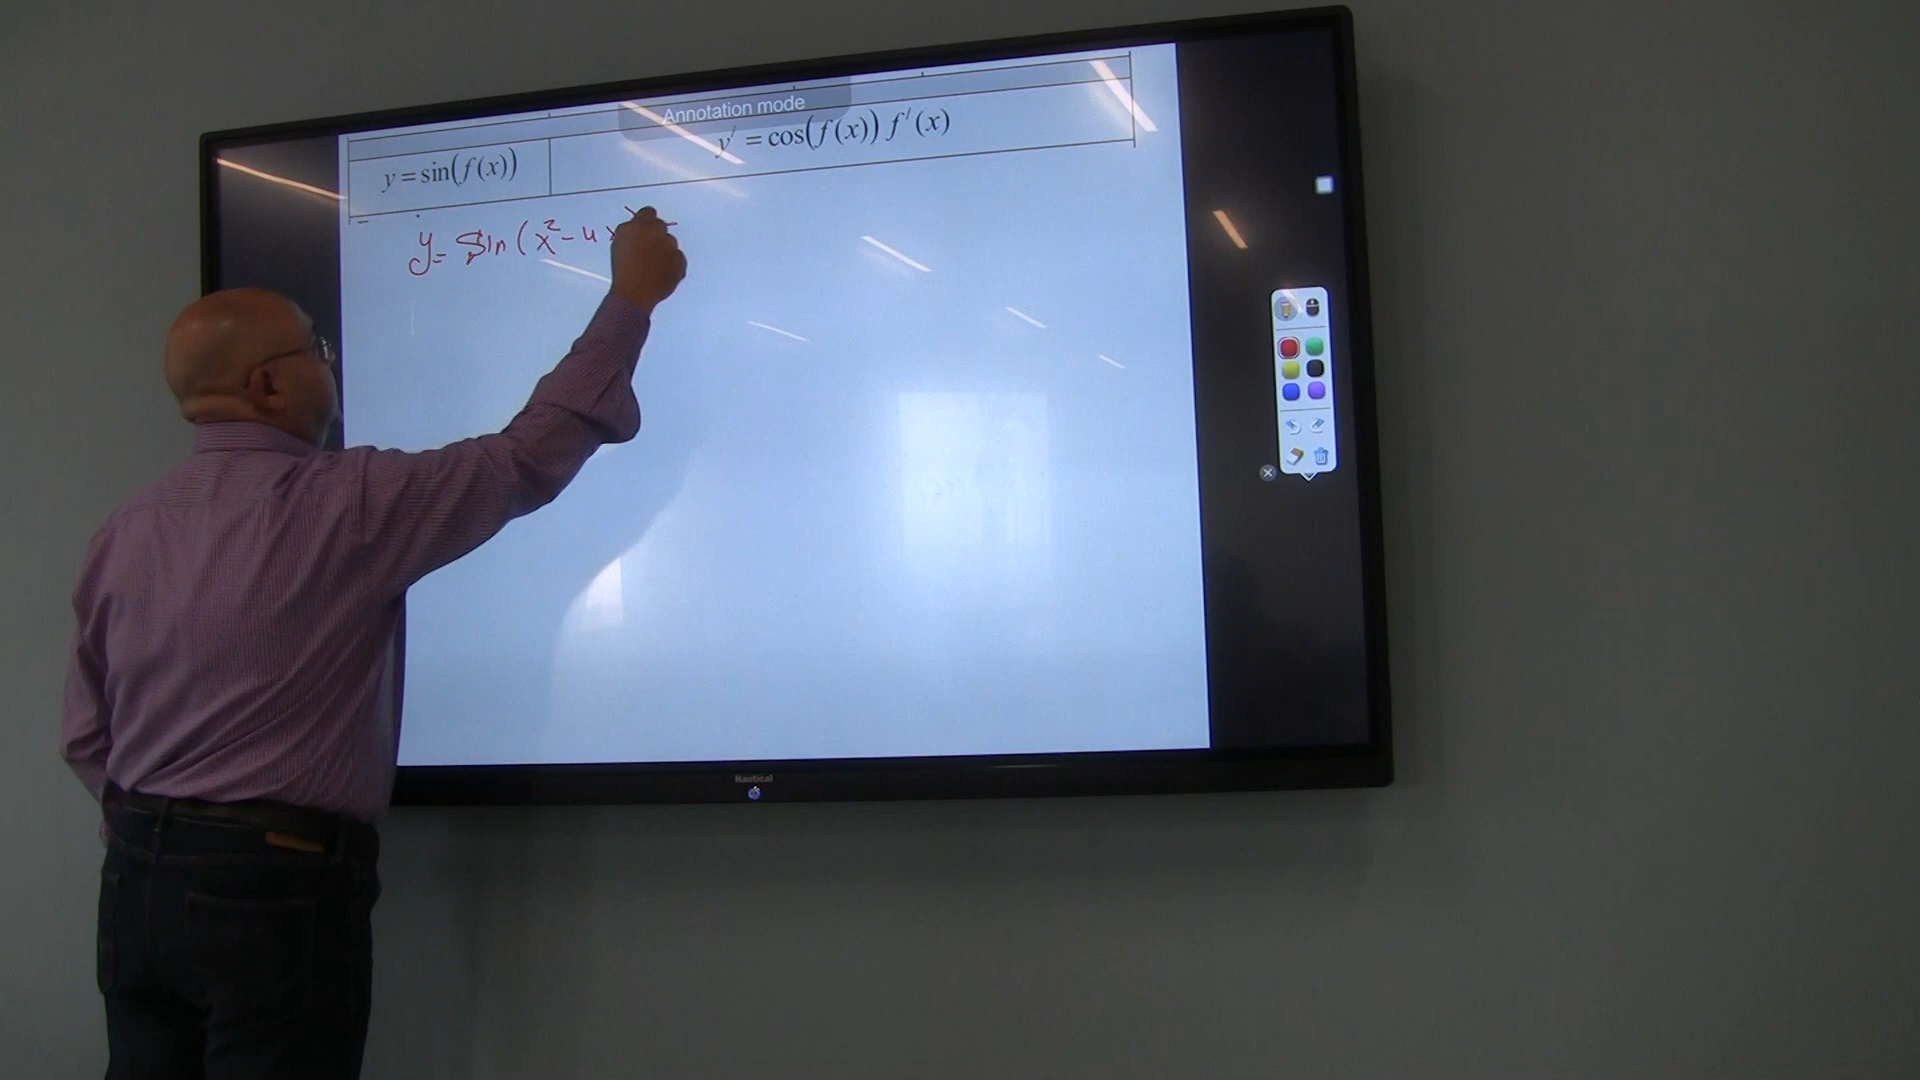 Annotation mode
y = sin(f(x))
y′ = cos(f(x)) f′(x)
y = sin (x² - 4x
Nautical